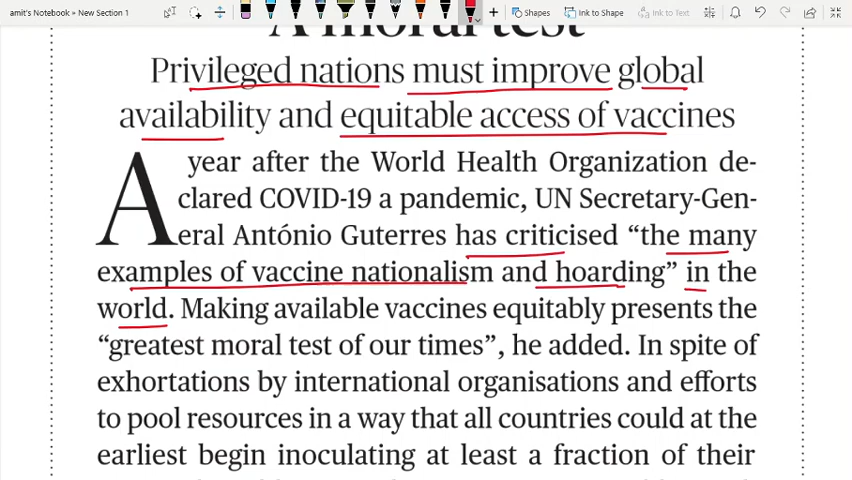 amit's Notebook » New Section 1
Shapes
Ink to Shape
Ink to Text
A moral test
Privileged nations must improve global
availability and equitable access of vaccines
A year after the World Health Organization de-
clared COVID-19 a pandemic, UN Secretary-Gen-
eral António Guterres has criticised “the many
examples of vaccine nationalism and hoarding” in the
world. Making available vaccines equitably presents the
“greatest moral test of our times”, he added. In spite of
exhortations by international organisations and efforts
to pool resources in a way that all countries could at the
earliest begin inoculating at least a fraction of their